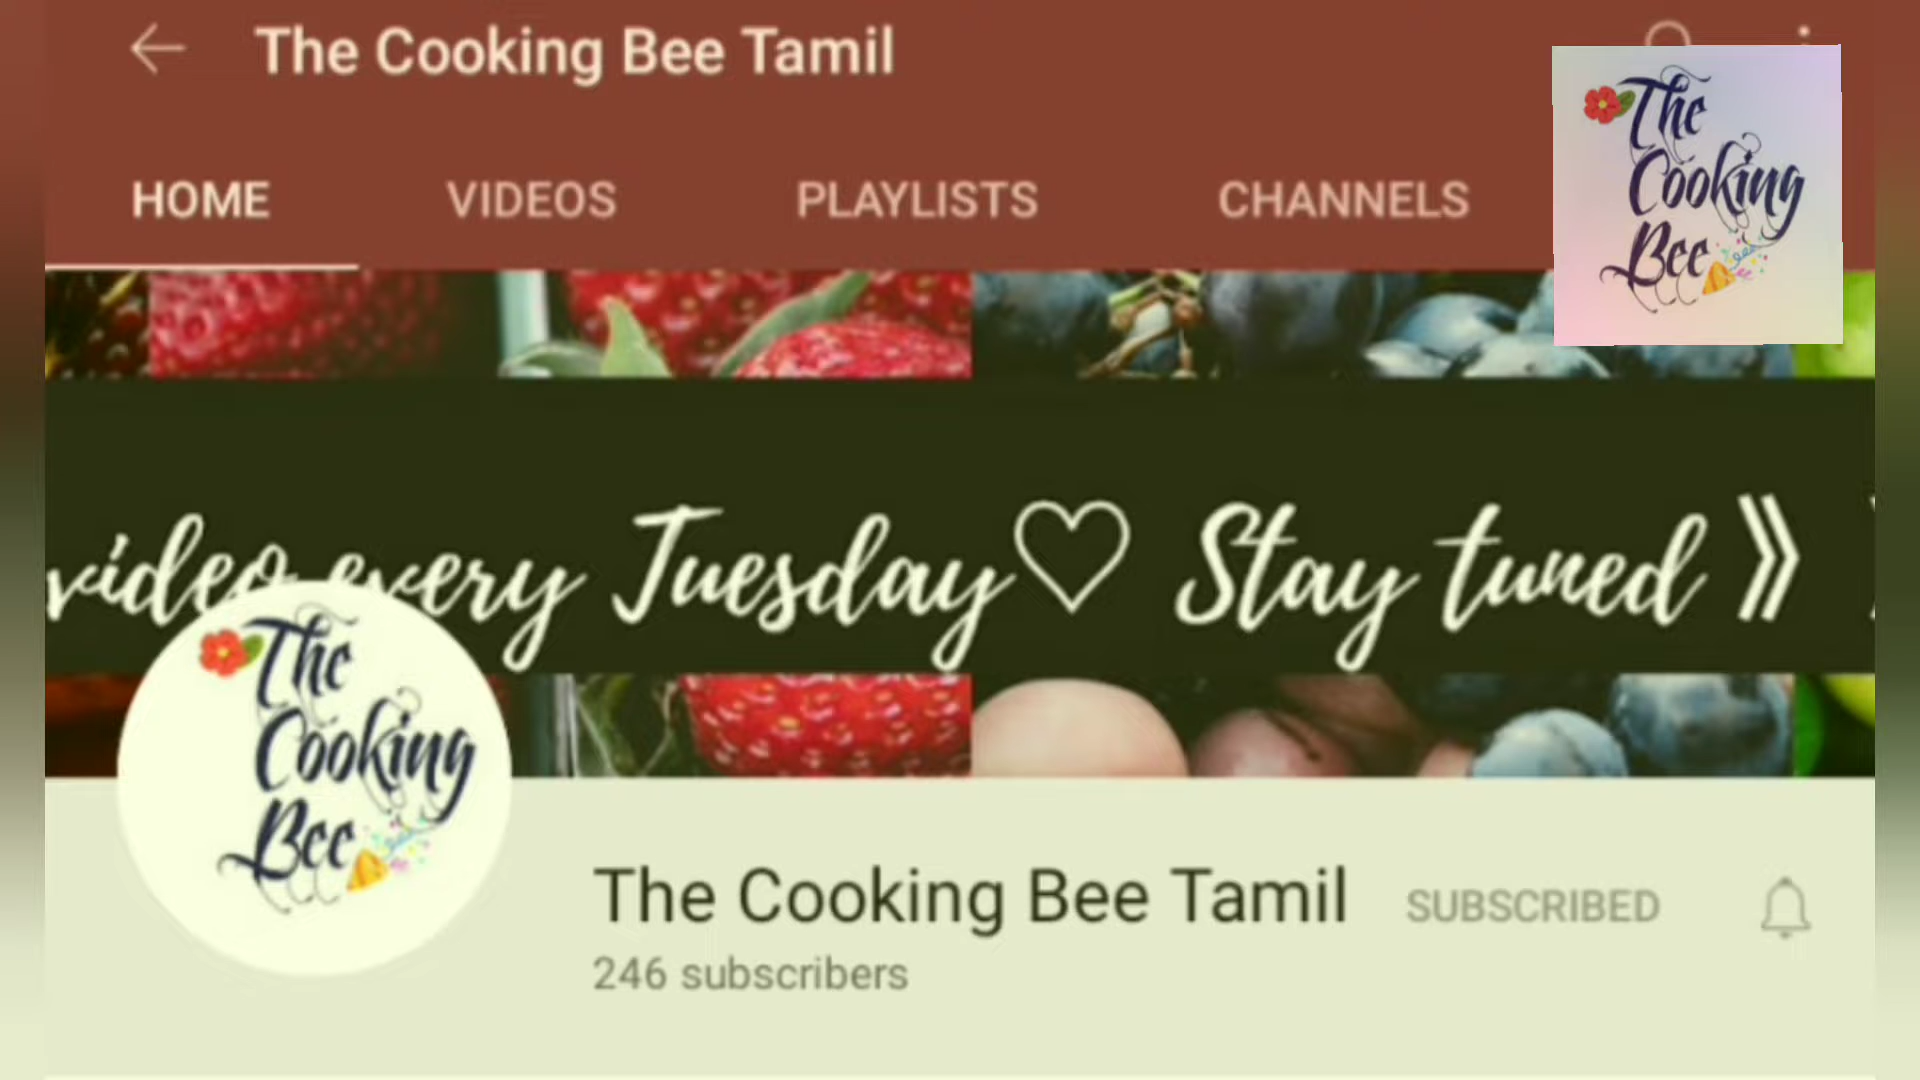 The Cooking Bee Tamil
HOME VIDEOS PLAYLISTS CHANNELS
The
Cooking
Bee
video every Tuesday♡ Stay tuned 》
The
Cooking
Bee
The Cooking Bee Tamil SUBSCRIBED
246 subscribers